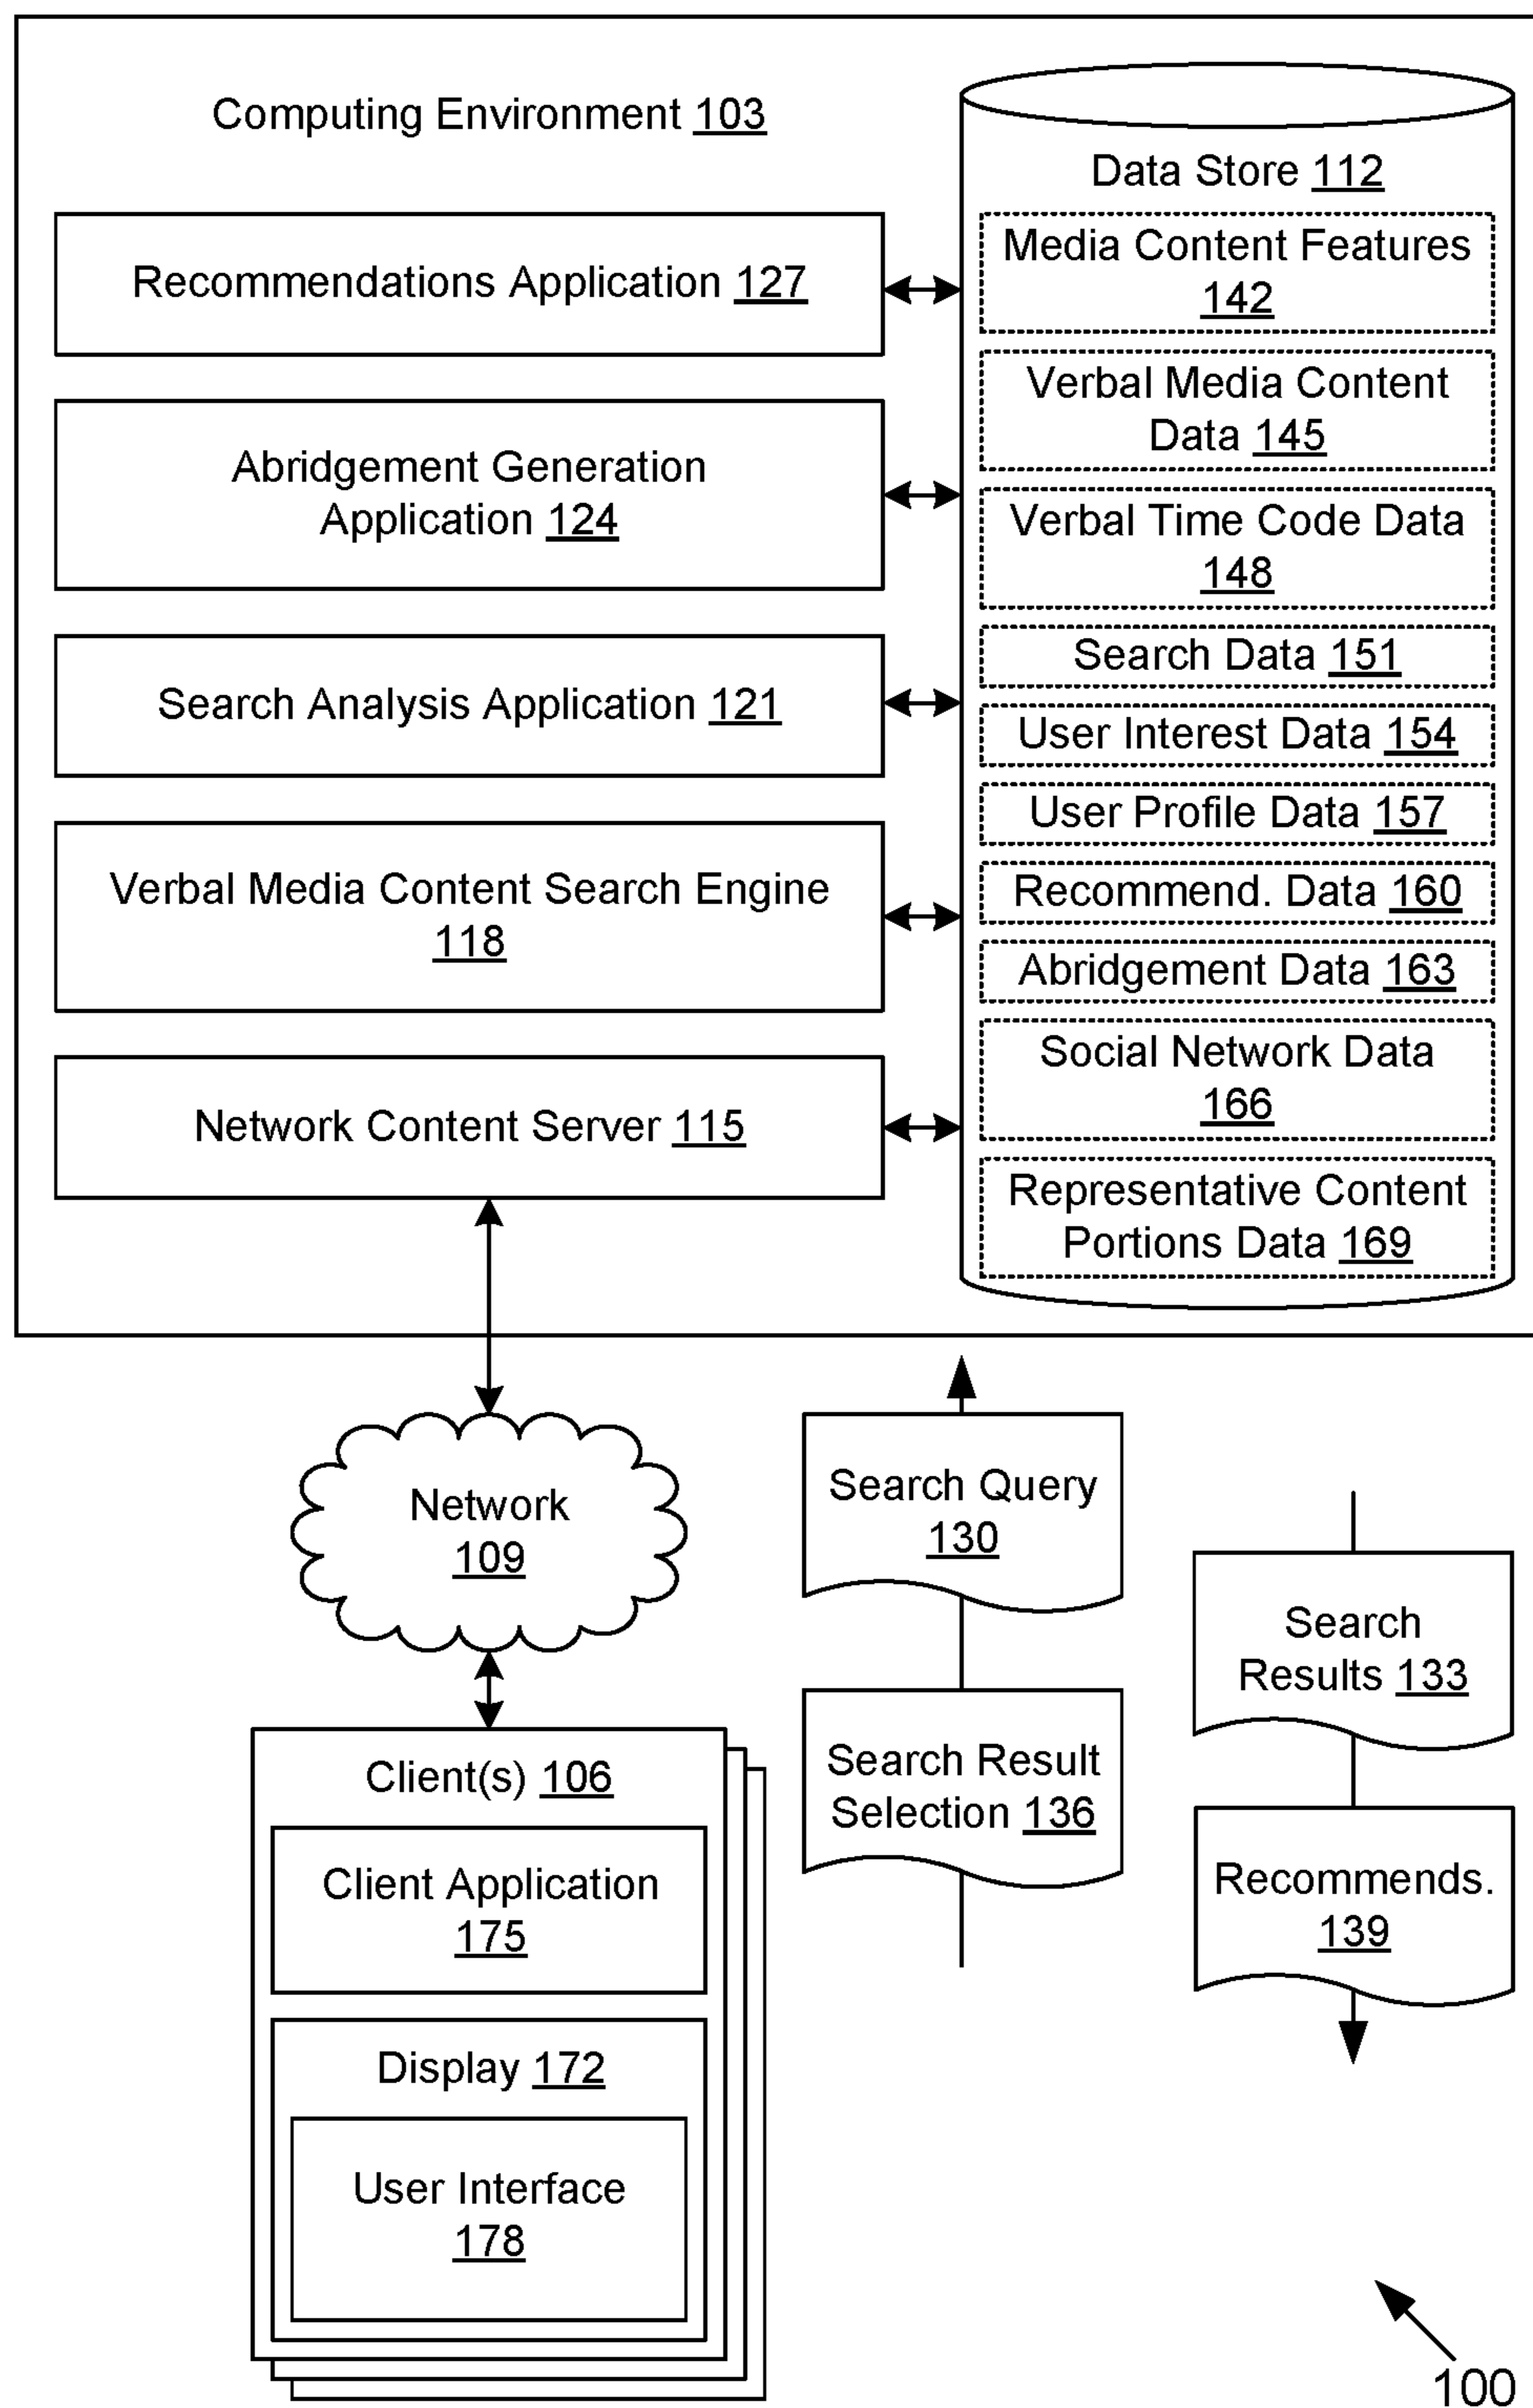 Computing Environment 103
Recommendations Application 127
Abridgement Generation
Application 124
Search Analysis Application 121
Verbal Media Content Search Engine
118
Network Content Server 115
Data Store 112
Media Content Features
142
Verbal Media Content
Data 145
Verbal Time Code Data
148
Search Data 151
User Interest Data 154
User Profile Data 157
Recommend. Data 160
Abridgement Data 163
Social Network Data
166
Representative Content
Portions Data 169
Network
109
Search Query
130
Search Result
Selection 136
Search
Results 133
Recommends.
139
Client(s) 106
Client Application
175
Display 172
User Interface
178
100